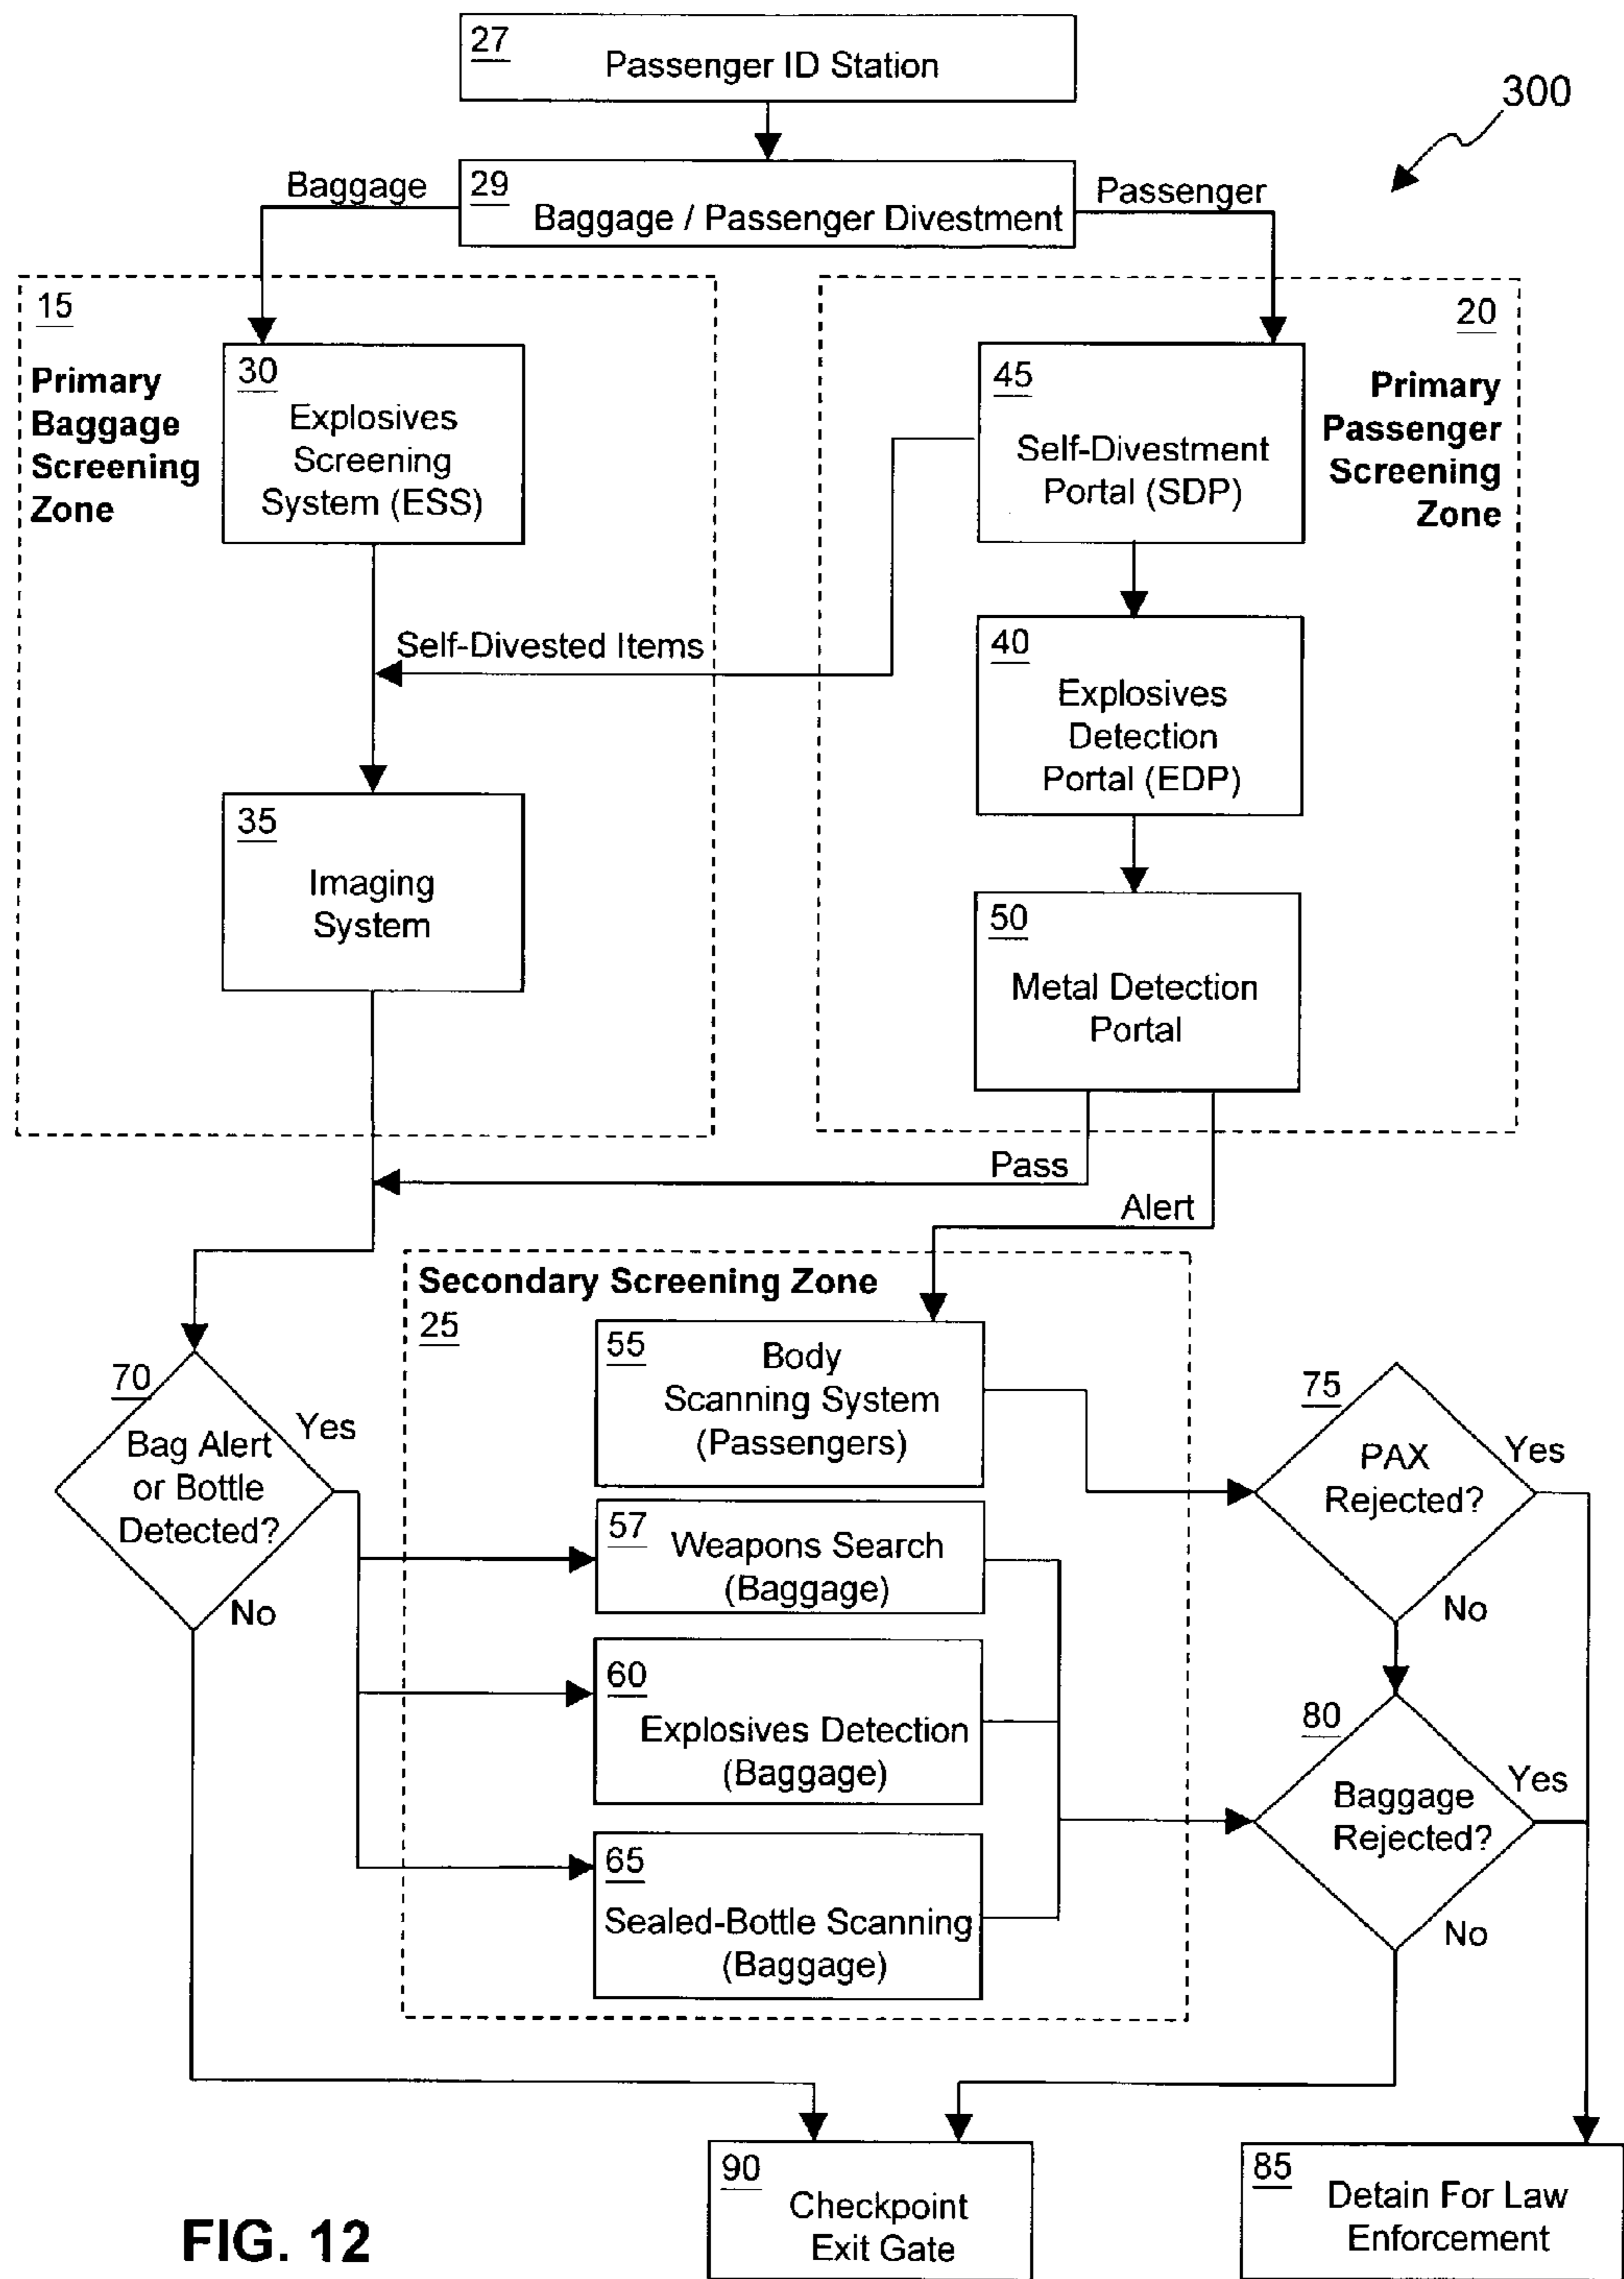 27
Passenger ID Station
300
Baggage
29
Baggage / Passenger Divestment
Passenger
15
Primary
Baggage
Screening
Zone
30
Explosives
Screening
System (ESS)
45
Self-Divestment
Portal (SDP)
20
Primary
Passenger
Screening
Zone
Self-Divested Items
40
Explosives
Detection
Portal (EDP)
35
Imaging
System
50
Metal Detection
Portal
Pass
Alert
Secondary Screening Zone
25
55
Body
Scanning System
(Passengers)
70
Bag Alert
or Bottle
Detected?
Yes
No
75
PAX
Rejected?
Yes
No
57
Weapons Search
(Baggage)
60
Explosives Detection
(Baggage)
80
Baggage
Rejected?
Yes
No
65
Sealed-Bottle Scanning
(Baggage)
90
Checkpoint
Exit Gate
85
Detain For Law
Enforcement
FIG. 12